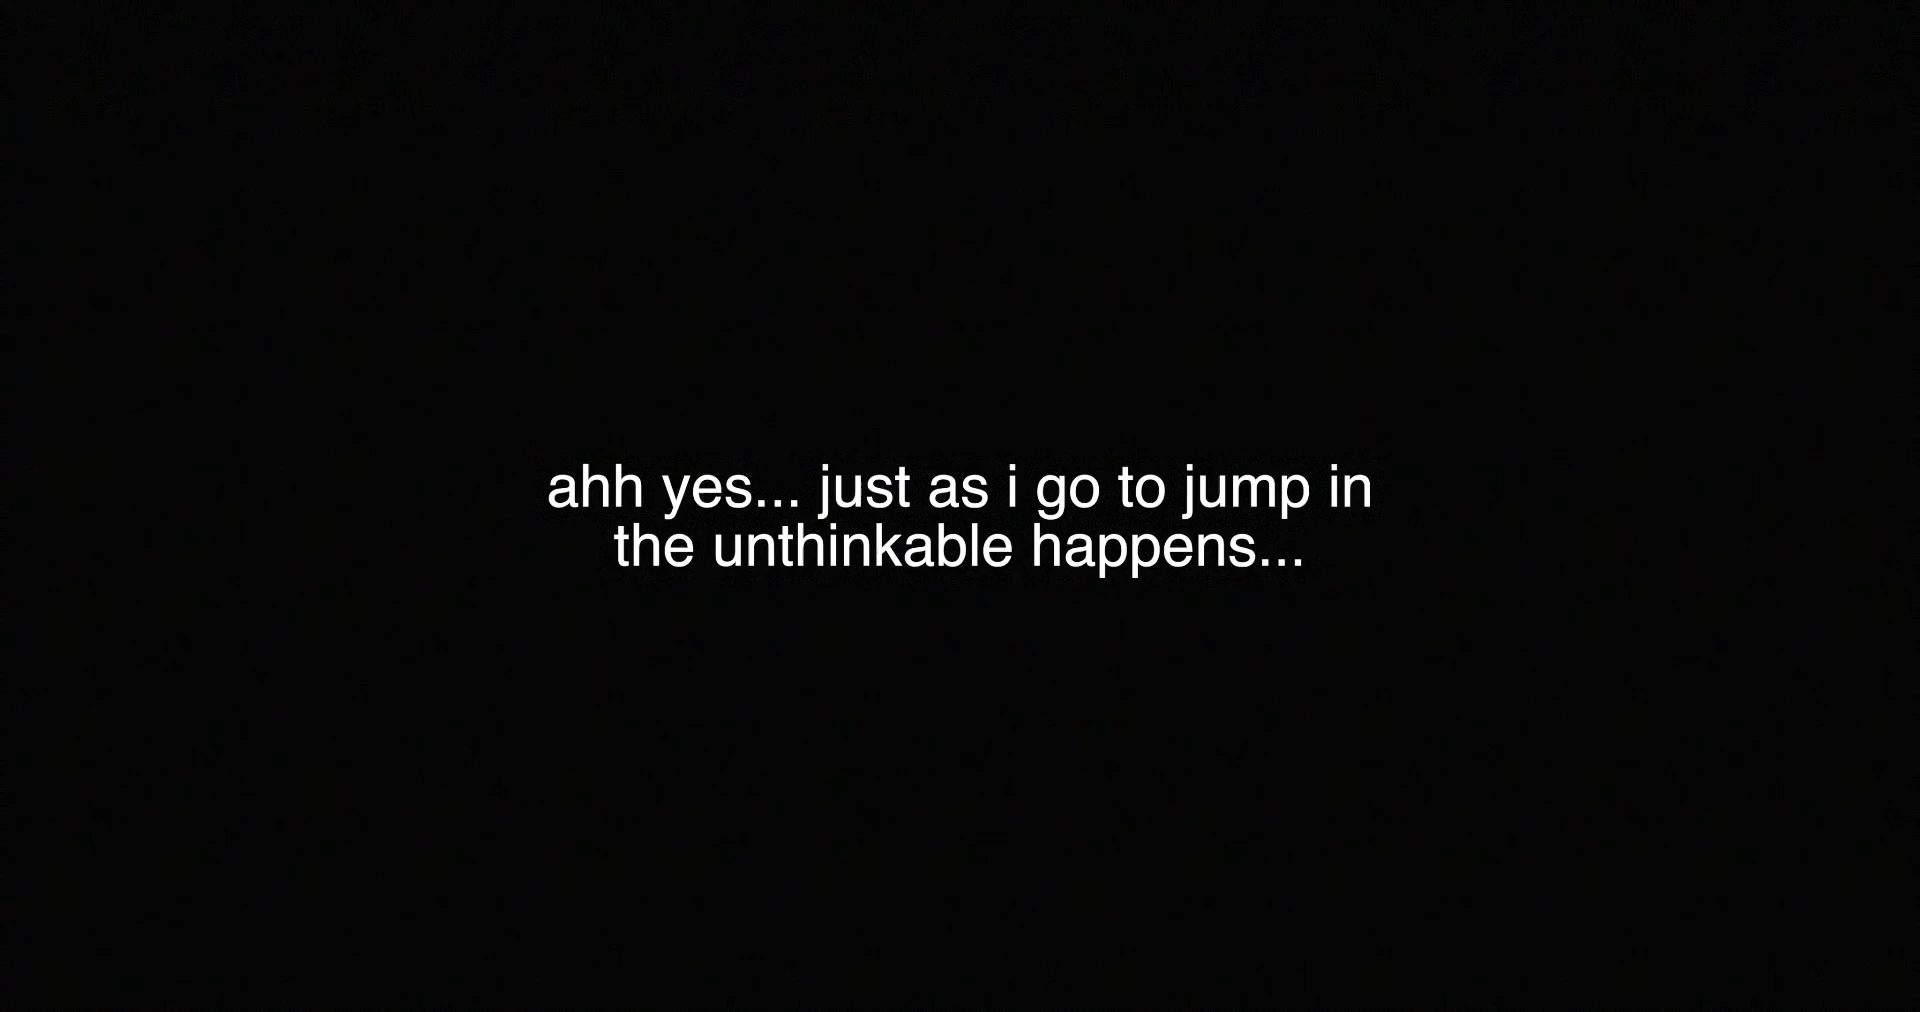 ahh yes... just as i go to jump in
the unthinkable happens...